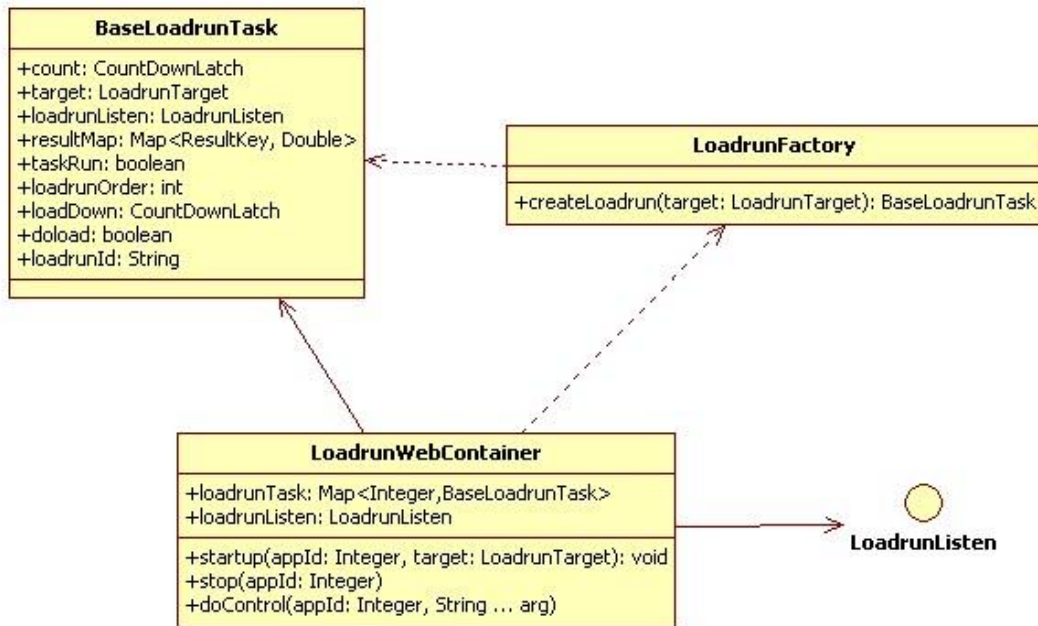 BaseLoadrunTask
+count: CountDownLatch
+target: LoadrunTarget
+loadrunListen: LoadrunListen
+resultMap: Map<ResultKey, Double>
+taskRun: boolean
+loadrunOrder: int
+loadDown: CountDownLatch
+doload: boolean
+loadrunId: String
LoadrunFactory
+createLoadrun(target: LoadrunTarget): BaseLoadrunTask
LoadrunWebContainer
+loadrunTask: Map<Integer,BaseLoadrunTask>
+loadrunListen: LoadrunListen
+startup(appId: Integer, target: LoadrunTarget): void
+stop(appId: Integer)
+doControl(appId: Integer, String ... arg)
LoadrunListen